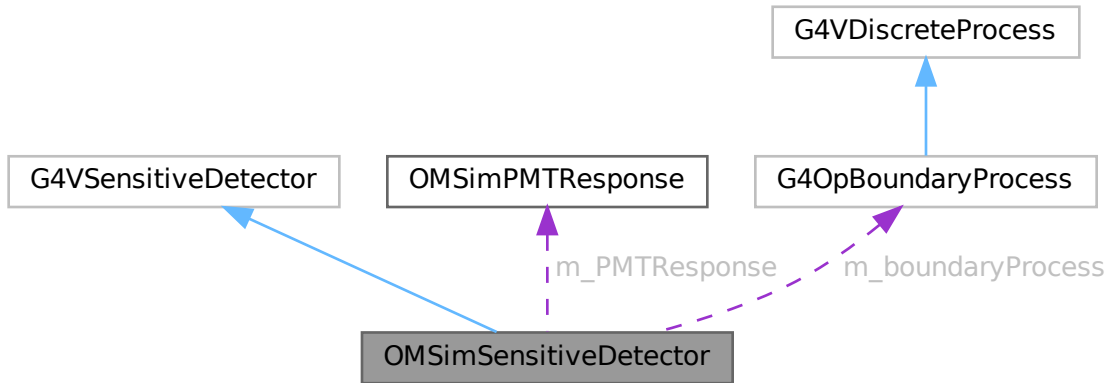 G4VDiscreteProcess
G4VSensitiveDetector
OMSimPMTResponse
G4OpBoundaryProcess
m_PMTResponse
m_boundaryProcess
OMSimSensitiveDetector